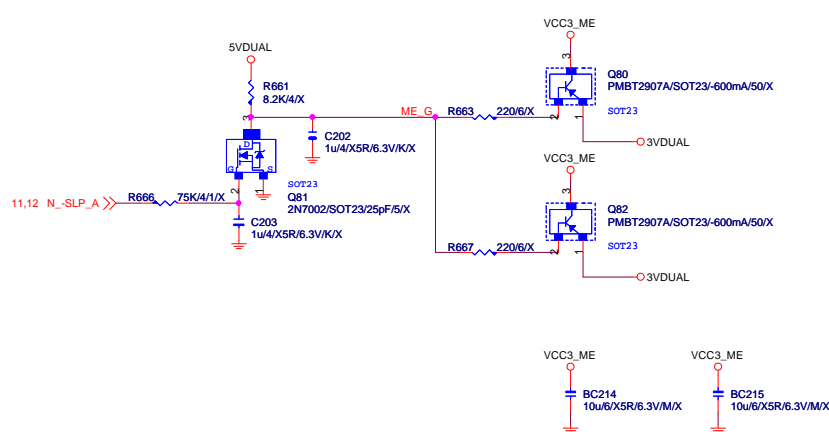 VCC3_ME
3
Q80
PMBT2907A/SOT23/-600mA/50/X
SOT23
2
1
3VDUAL
5VDUAL
R661
8.2K/4/X
3
ME_G
R663
220/6/X
C202
1u/4/X5R/6.3V/K/X
D
G
S
SOT23
Q81
2N7002/SOT23/25pF/5/X
2
1
11,12
N_-SLP_A
R666
75K/4/1/X
C203
1u/4/X5R/6.3V/K/X
VCC3_ME
3
Q82
PMBT2907A/SOT23/-600mA/50/X
SOT23
2
1
R667
220/6/X
3VDUAL
VCC3_ME
BC214
10u/6/X5R/6.3V/M/X
VCC3_ME
BC215
10u/6/X5R/6.3V/M/X